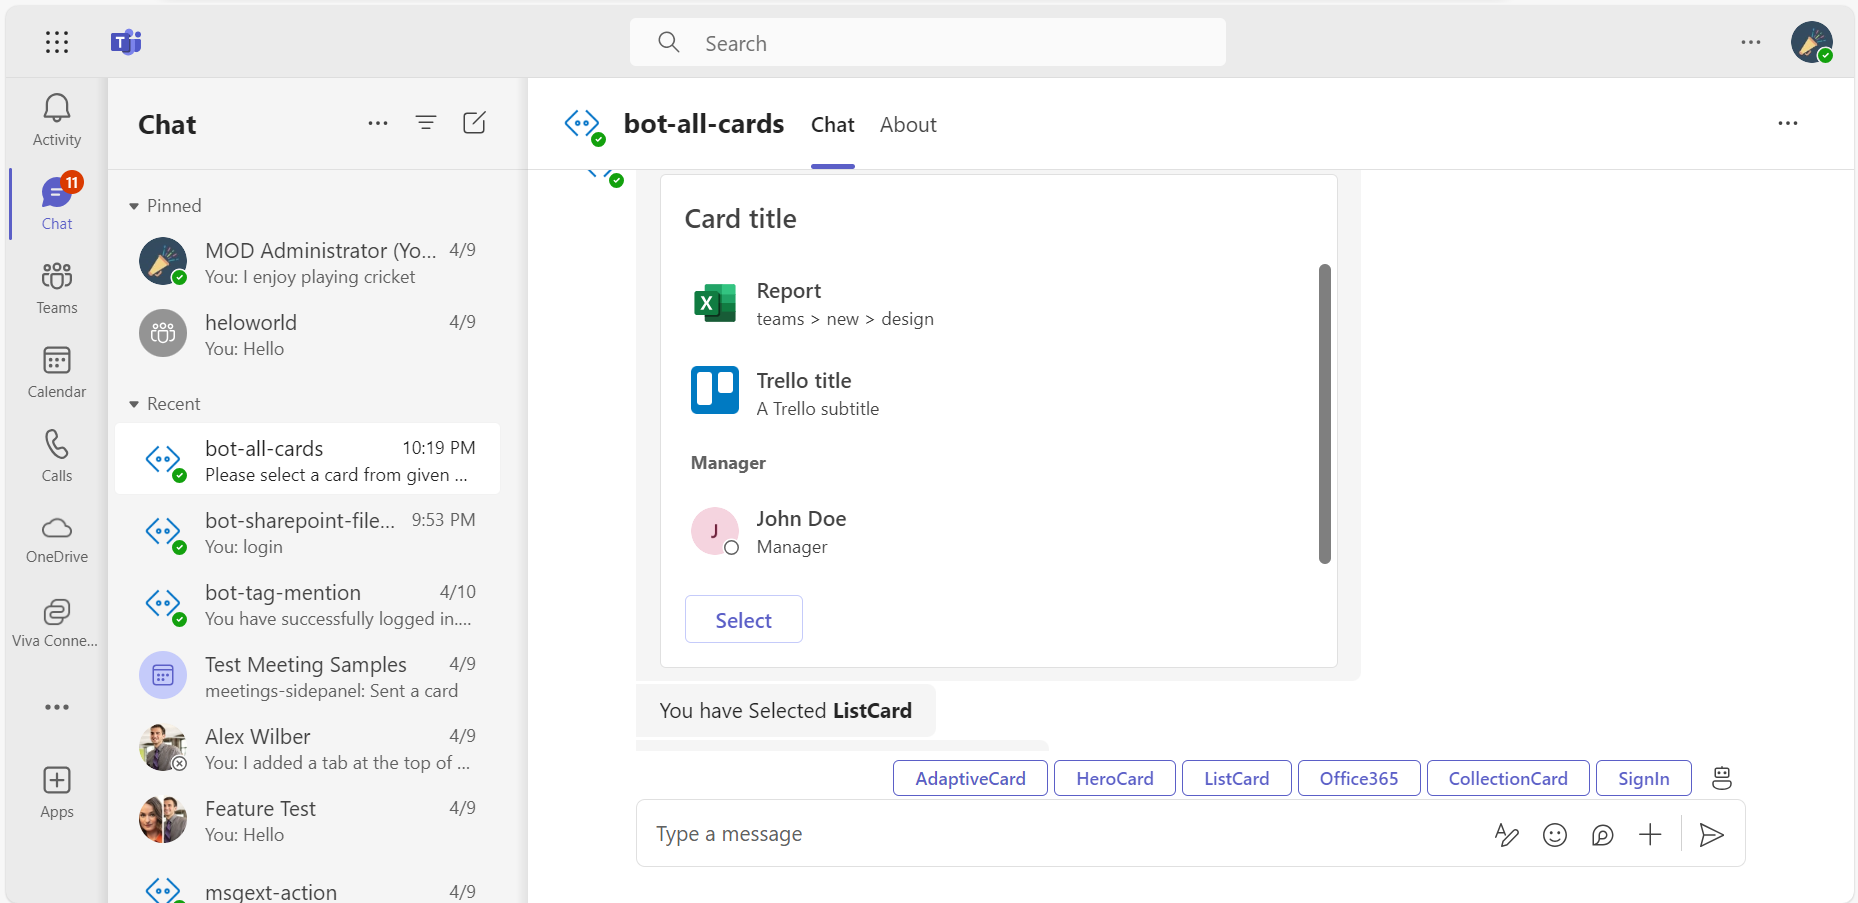 Search
Activity
11
Chat
Teams
Calendar
Calls
OneDrive
Viva Conne...
Apps
Chat
Pinned
MOD Administrator (Yo... 4/9
You: I enjoy playing cricket
heloworld 4/9
You: Hello
Recent
bot-all-cards 10:19 PM
Please select a card from given ...
bot-sharepoint-file... 9:53 PM
You: login
bot-tag-mention 4/10
You have successfully logged in....
Test Meeting Samples 4/9
meetings-sidepanel: Sent a card
Alex Wilber 4/9
You: I added a tab at the top of ...
Feature Test 4/9
You: Hello
msgext-action 4/9
bot-all-cards Chat About
Card title
X
Report
teams > new > design
Trello title
A Trello subtitle
Manager
J
John Doe
Manager
Select
You have Selected ListCard
AdaptiveCard HeroCard ListCard Office365 CollectionCard SignIn
Type a message